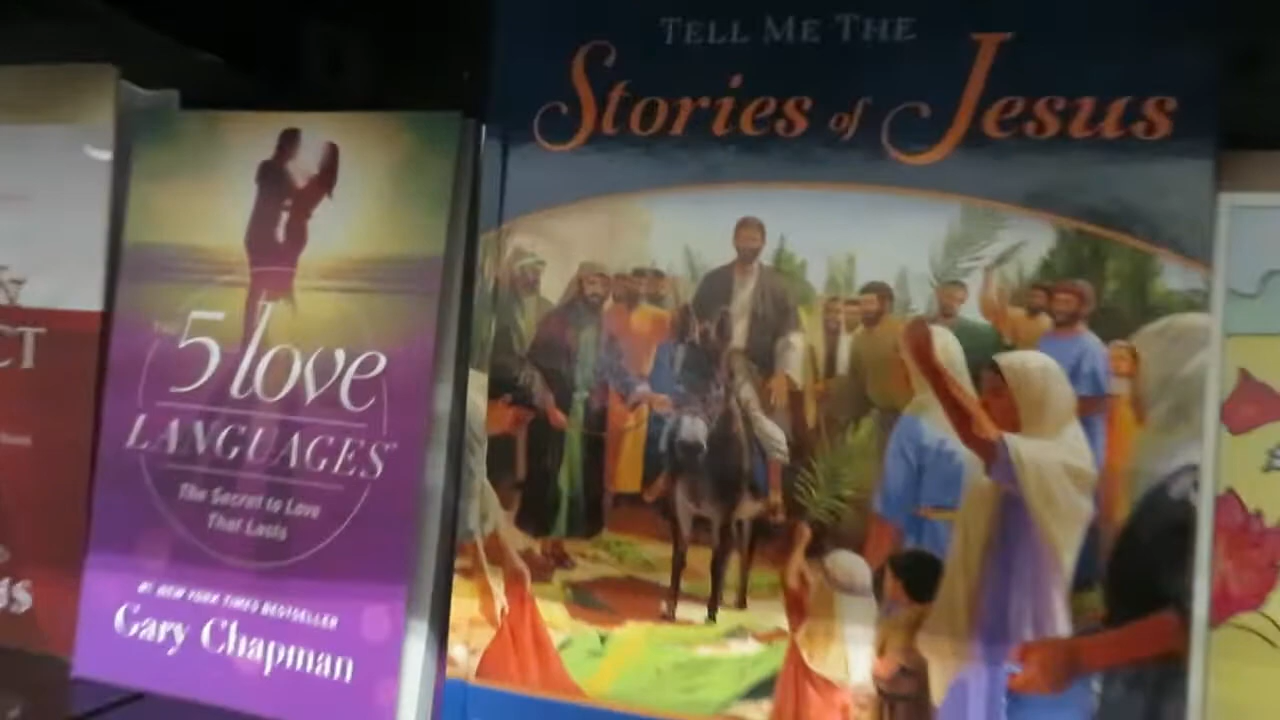 CT
THE
5 love
LANGUAGES®
The Secret to Love
That Lasts
#1 NEW YORK TIMES BESTSELLER
Gary Chapman
TELL ME THE
Stories of Jesus